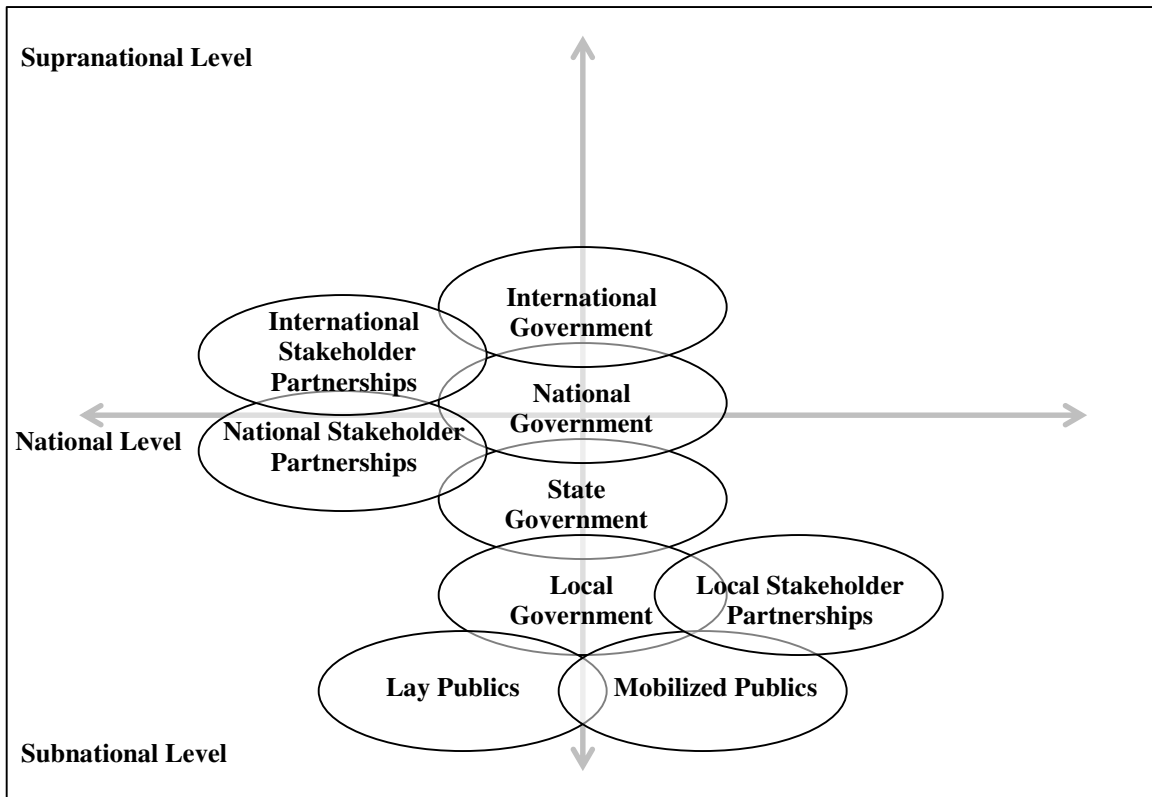 Supranational Level
International
Government
International
Stakeholder
Partnerships
National
Government
National Level
National Stakeholder
Partnerships
State
Government
Local
Government
Local Stakeholder
Partnerships
Lay Publics
Mobilized Publics
Subnational Level